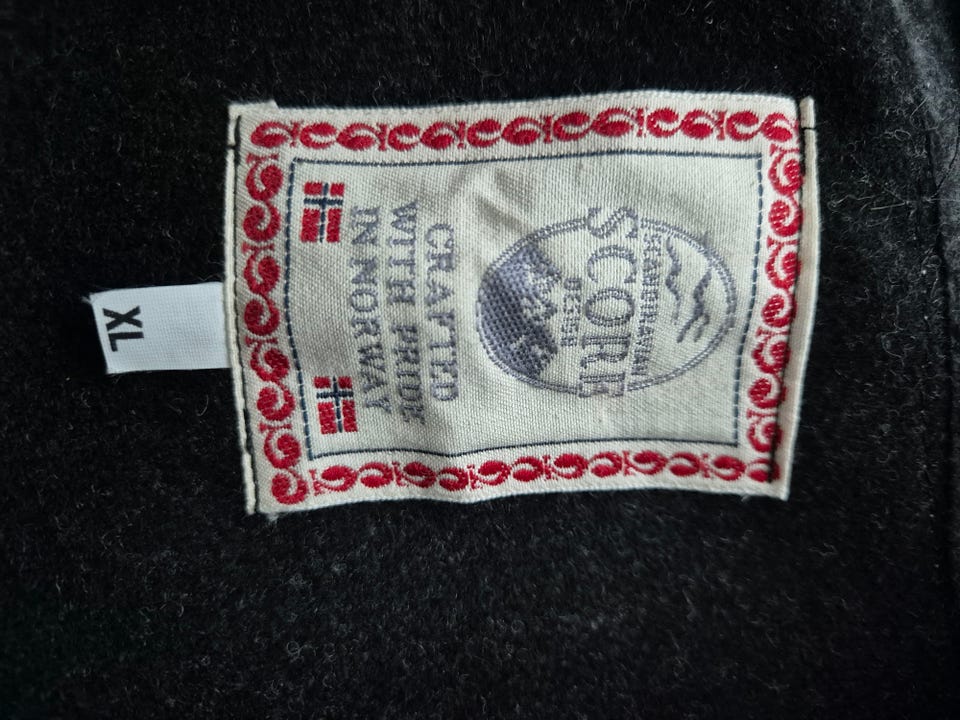 SCANDINAVIAN
SCORE
DESIGN
CRAFTED
WITH PRIDE
IN NORWAY
XL